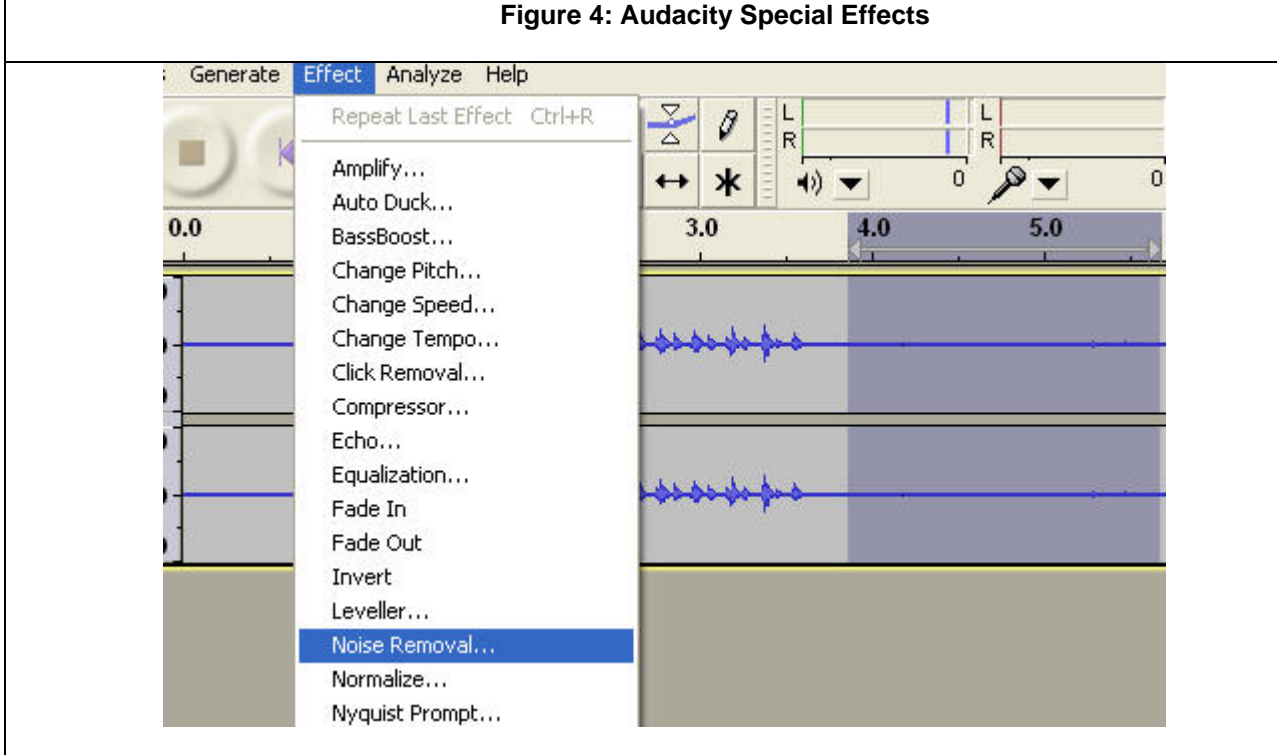 Figure 4: Audacity Special Effects
Generate Effect Analyze Help
Repeat Last Effect Ctrl+R
Amplify...
Auto Duck...
BassBoost...
Change Pitch...
Change Speed...
Change Tempo...
Click Removal...
Compressor...
Echo...
Equalization...
Fade In
Fade Out
Invert
Leveller...
Noise Removal...
Normalize...
Nyquist Prompt...
L L
R R
0 0
0.0 3.0 4.0 5.0